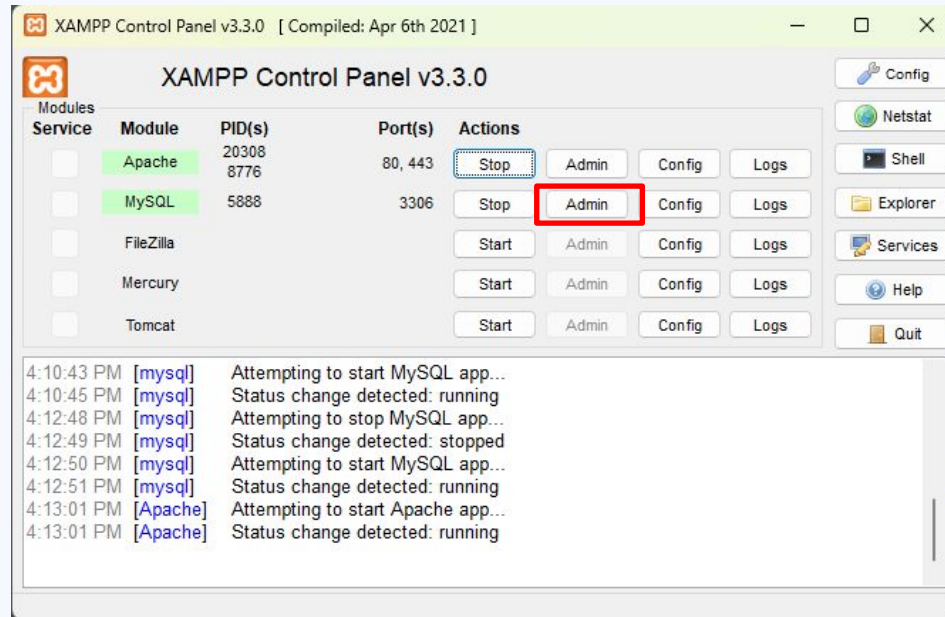 XAMPP Control Panel v3.3.0 [ Compiled: Apr 6th 2021 ]
XAMPP Control Panel v3.3.0
Config
Modules
Service Module PID(s) Port(s) Actions
Netstat
Apache 20308 8776 80, 443 Stop Admin Config Logs
Shell
MySQL 5888 3306 Stop Admin Config Logs
Explorer
FileZilla Start Admin Config Logs
Services
Mercury Start Admin Config Logs
Help
Tomcat Start Admin Config Logs
Quit
4:10:43 PM [mysql] Attempting to start MySQL app...
4:10:45 PM [mysql] Status change detected: running
4:12:48 PM [mysql] Attempting to stop MySQL app...
4:12:49 PM [mysql] Status change detected: stopped
4:12:50 PM [mysql] Attempting to start MySQL app...
4:12:51 PM [mysql] Status change detected: running
4:13:01 PM [Apache] Attempting to start Apache app...
4:13:01 PM [Apache] Status change detected: running